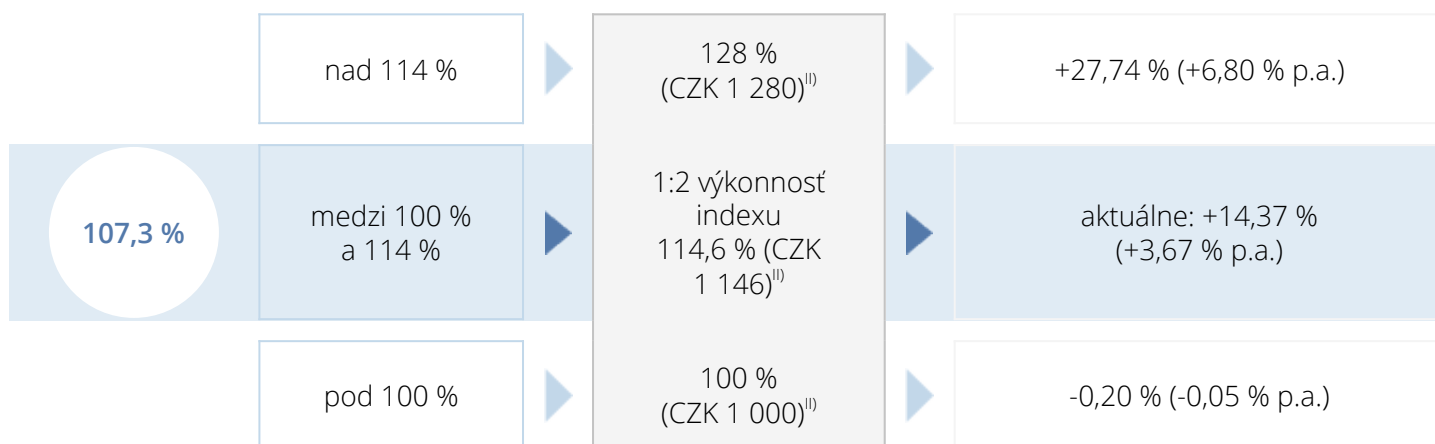 nad 114 %
128 %
(CZK 1 280)II)
+27,74 % (+6,80 % p.a.)
107,3 %
medzi 100 %
a 114 %
1:2 výkonnosť
indexu
114,6 % (CZK
1 146)II)
aktuálne: +14,37 %
(+3,67 % p.a.)
pod 100 %
100 %
(CZK 1 000)II)
-0,20 % (-0,05 % p.a.)